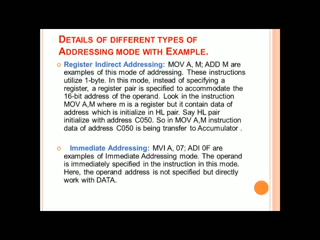 DETAILS OF DIFFERENT TYPES OF
ADDRESSING MODE WITH EXAMPLE.
Register Indirect Addressing: MOV A, M; ADD M are
examples of this mode of addressing. These instructions
utilize 1-byte. In this mode, instead of specifying a
register, a register pair is specified to accommodate the
16-bit address of the operand. Look in the instruction
MOV A,M where m is a register but it contain data of
address which is initialize in HL pair. Say HL pair
initialize with address C050. So in MOV A,M instruction
data of address C050 is being transfer to Accumulator .
Immediate Addressing: MVI A, 07; ADI 0F are
examples of Immediate Addressing mode. The operand
is immediately specified in the instruction in this mode.
Here, the operand address is not specified but directly
work with DATA.